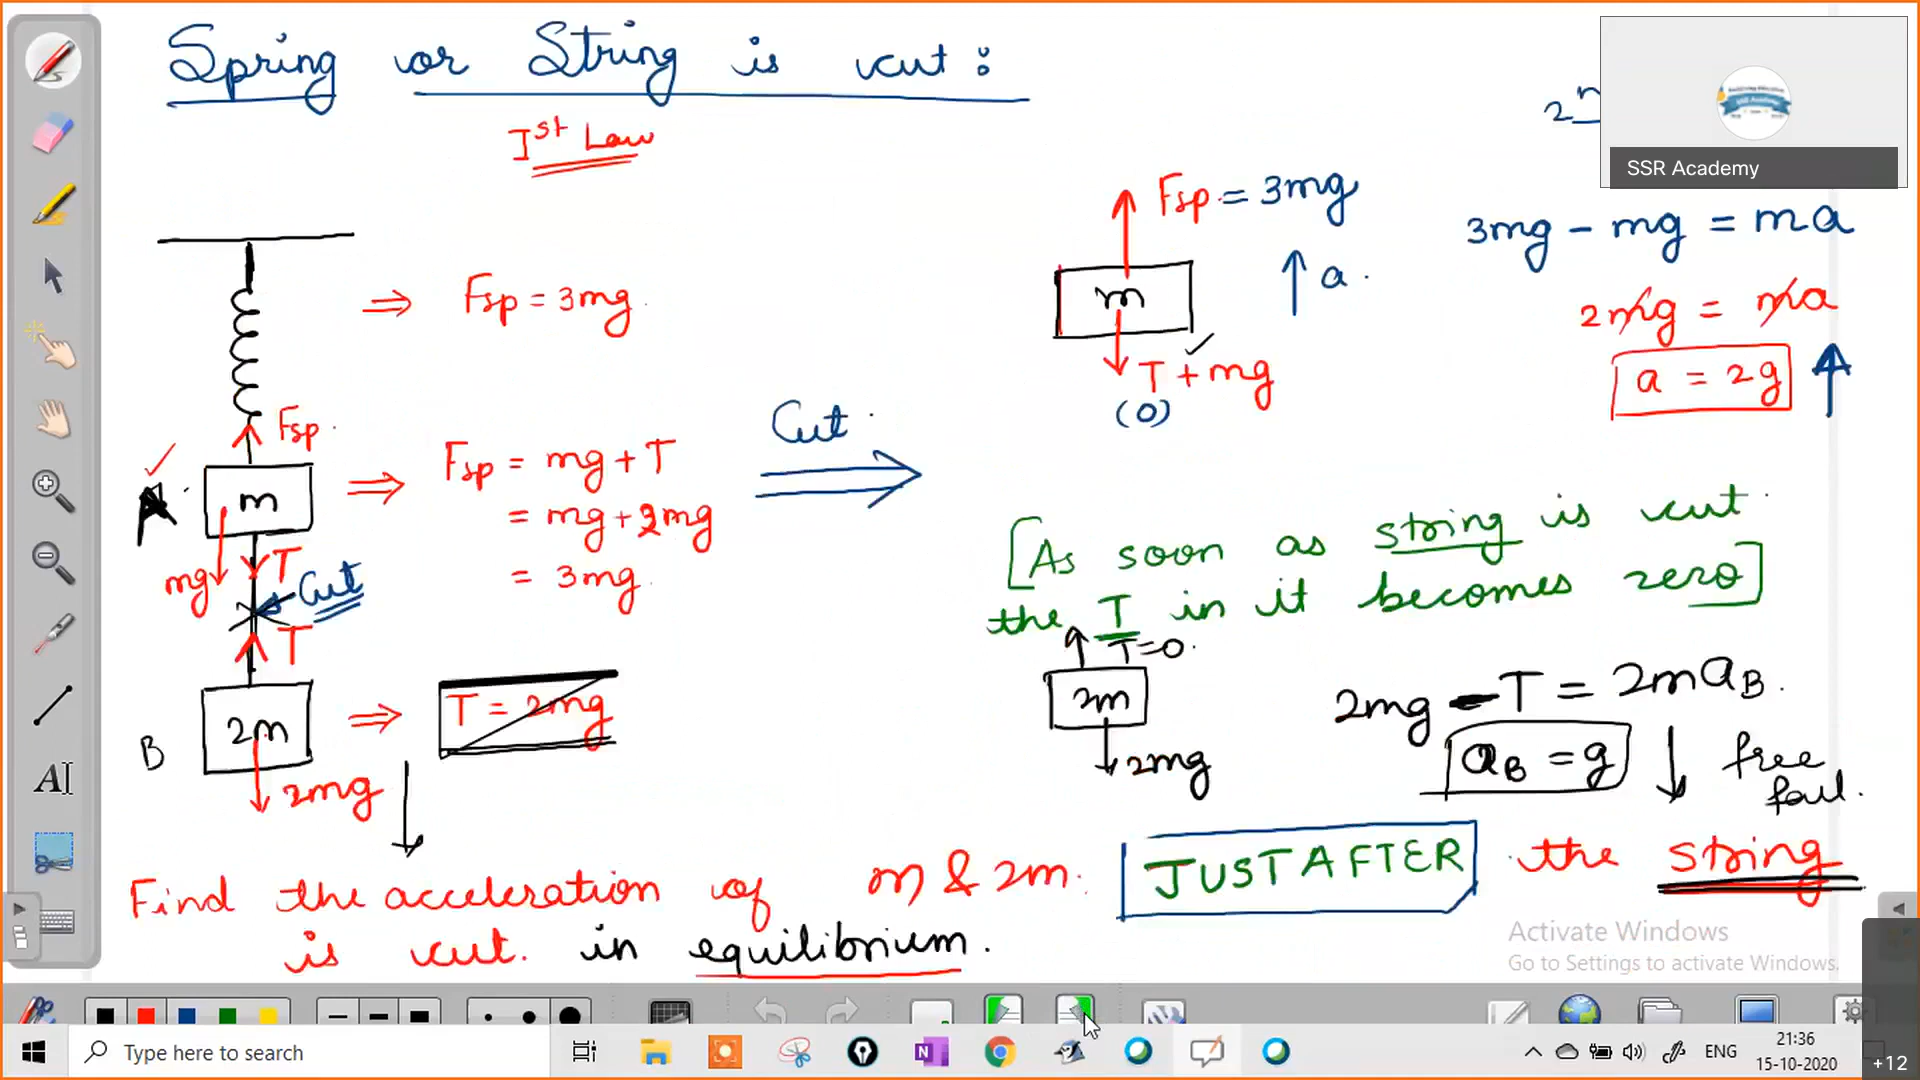 Spring or String is cut :
Ist Law
2n
SSR Academy
Fsp = 3mg
Fsp = 3mg
m
a
T + mg
(0)
3mg - mg = ma
2mg = ma
a = 2g
Fsp
A
m
mg
T
Cut
T
B
2m
2mg
Fsp = mg + T
= mg + 2mg
= 3mg
T = 2mg
Cut
[As soon as string is cut
the T in it becomes zero]
T=0
2m
2mg
2mg - T = 2maB
aB = g
free
fall.
Find the acceleration of m & 2m. JUST AFTER the string
is cut. in equilibrium.
Activate Windows
Go to Settings to activate Windows.
Type here to search
ENG
21:36
15-10-2020
+12